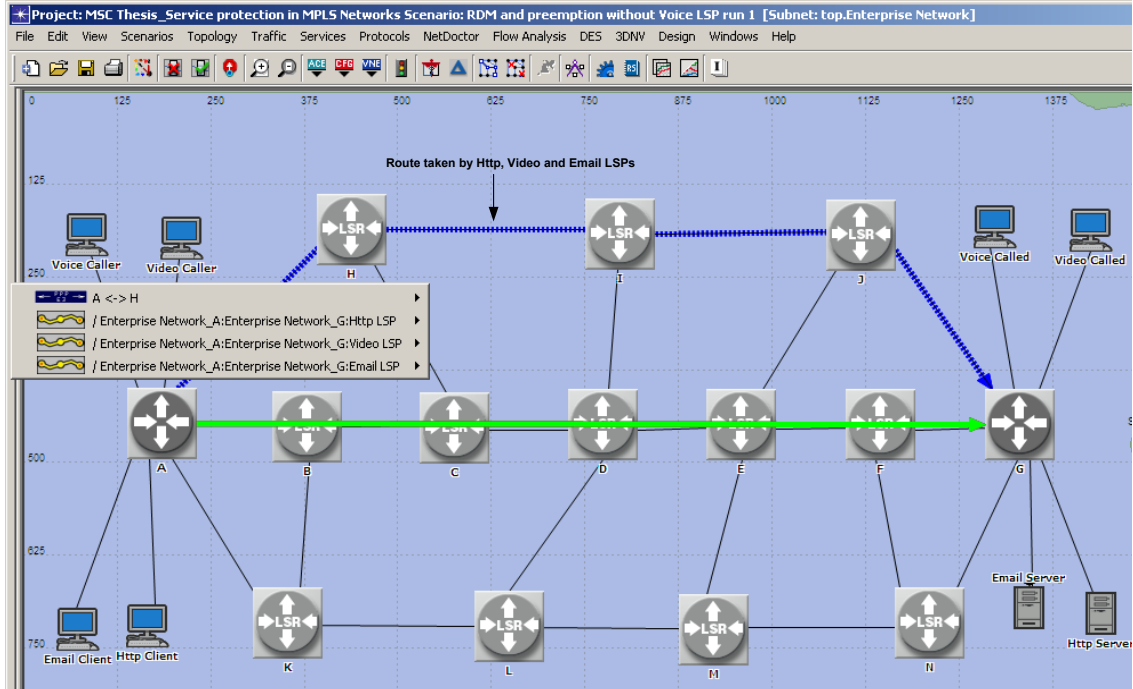 Project: MSC Thesis_Service protection in MPLS Networks Scenario: RDM and preemption without Voice LSP run 1 [Subnet: top.Enterprise Network]
File Edit View Scenarios Topology Traffic Services Protocols NetDoctor Flow Analysis DES 3DNV Design Windows Help
ACE CFG VNE RS I
0 125 250 375 500 625 750 875 1000 1125 1250 1375
Route taken by Http, Video and Email LSPs
125
LSR LSR LSR
Voice Caller Video Caller Voice Called Video Called
H I J
250
A <-> H
/ Enterprise Network_A:Enterprise Network_G:Http LSP
/ Enterprise Network_A:Enterprise Network_G:Video LSP
/ Enterprise Network_A:Enterprise Network_G:Email LSP
LSR LSR LSR LSR LSR
A B C D E F G
500
625
Email Server
LSR LSR LSR LSR
750
Email Client Http Client Http Server
K L M N